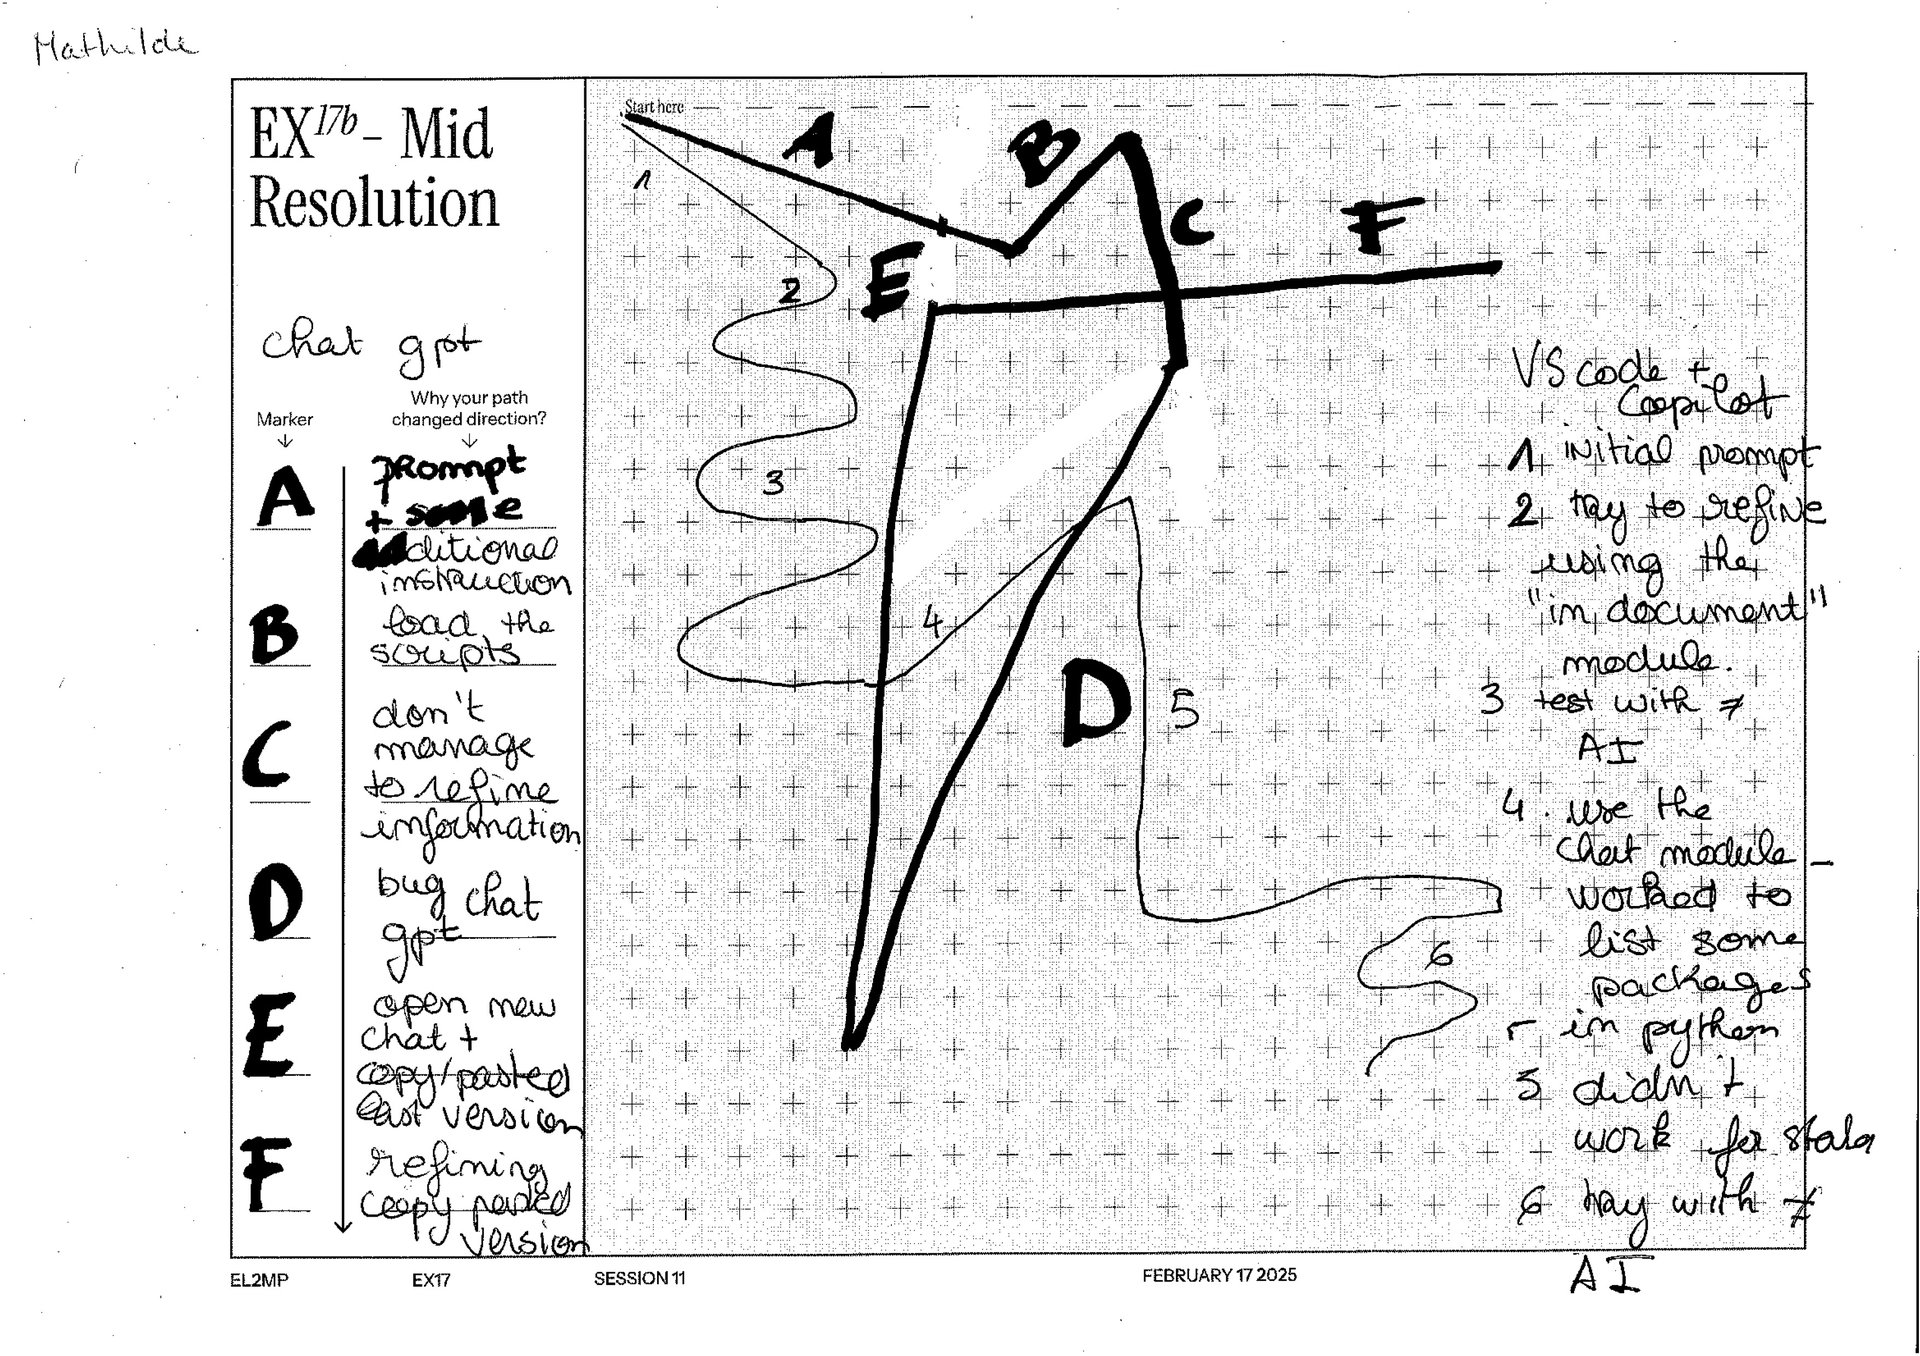 Mathilde
EX17b – Mid
Resolution
chat gpt
Marker
Why your path
changed direction?
A
prompt
+ some
additional
instruction
B
load the
scripts
C
don't
manage
to refine
information
D
bug chat
gpt
E
open new
chat +
copy/pasted
last version
F
refining
copy pasted
version
Start here
A
B
C
D
E
F
1
2
3
4
5
6
VS code +
Copilot
1 initial prompt
2 try to refine
using the
"in document"
module.
3 test with ≠
AI
4. use the
chat module –
worked to
list some
packages
in python
5 didn t
work for stata
6 try with ≠
AI
EL2MP
EX17
SESSION 11
FEBRUARY 17 2025